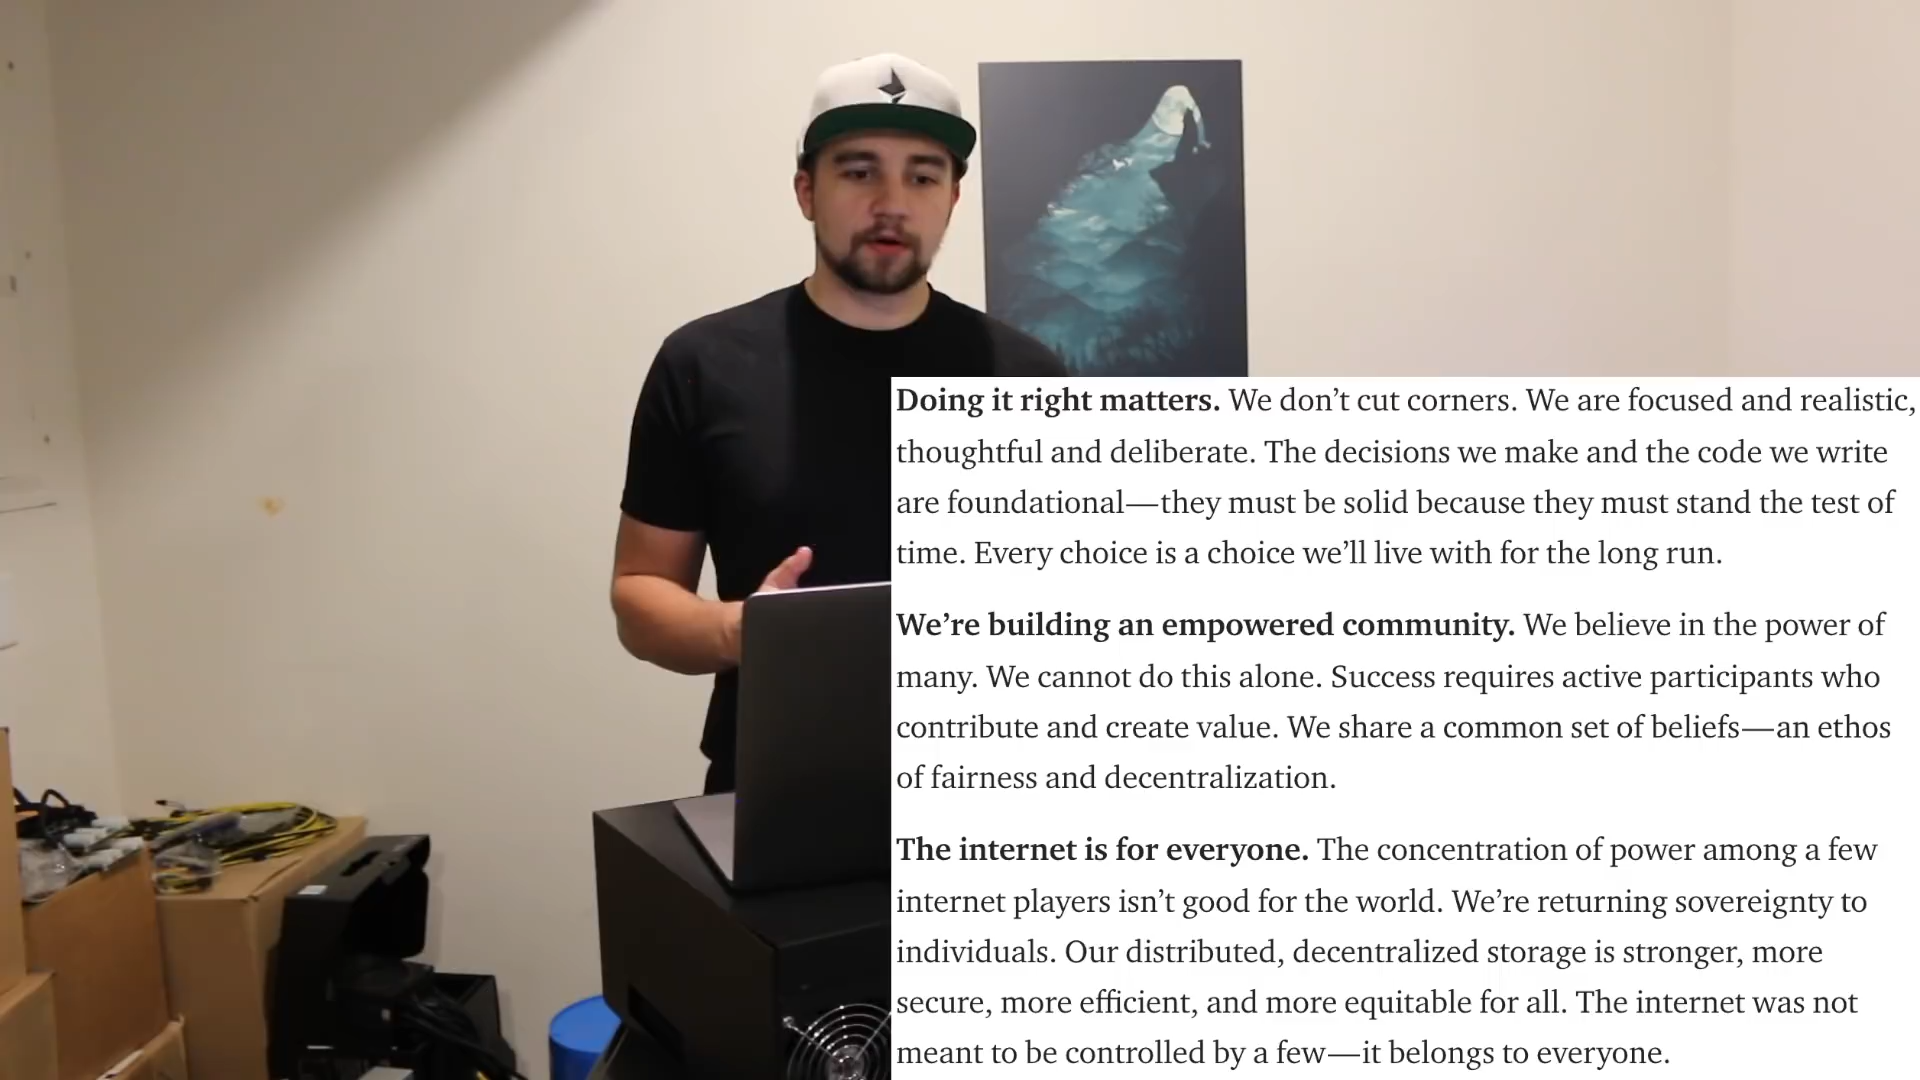 Doing it right matters. We don’t cut corners. We are focused and realistic,
thoughtful and deliberate. The decisions we make and the code we write
are foundational—they must be solid because they must stand the test of
time. Every choice is a choice we’ll live with for the long run.
We’re building an empowered community. We believe in the power of
many. We cannot do this alone. Success requires active participants who
contribute and create value. We share a common set of beliefs—an ethos
of fairness and decentralization.
The internet is for everyone. The concentration of power among a few
internet players isn’t good for the world. We’re returning sovereignty to
individuals. Our distributed, decentralized storage is stronger, more
secure, more efficient, and more equitable for all. The internet was not
meant to be controlled by a few—it belongs to everyone.